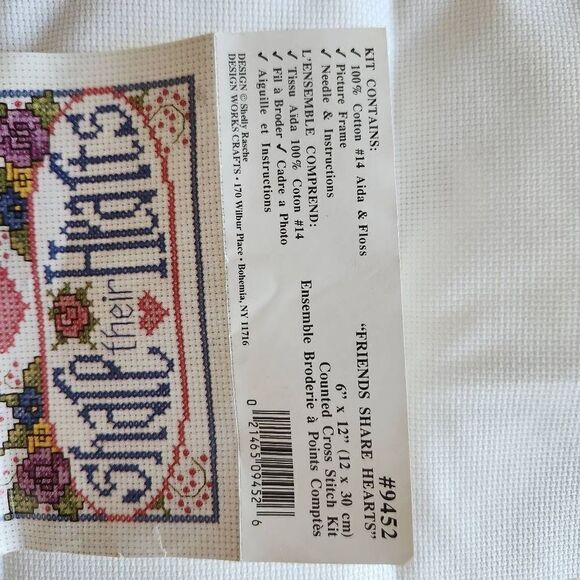 Share
their
Hearts
KIT CONTAINS:
✓ 100% Cotton #14 Aida & Floss
✓ Picture Frame
✓ Needle & Instructions
L'ENSEMBLE COMPREND:
✓ Tissu Aïda 100% Coton #14
✓ Fil à Broder ✓ Cadre a Photo
✓ Aiguille et Instructions
DESIGN © Shelly Rasche
DESIGN WORKS CRAFTS • 170 Wilbur Place • Bohemia, NY 11716
#9452
"FRIENDS SHARE HEARTS"
6" x 12" (12 x 30 cm)
Counted Cross Stitch Kit
Ensemble Broderie à Points Comptès
0 21465 09452 6